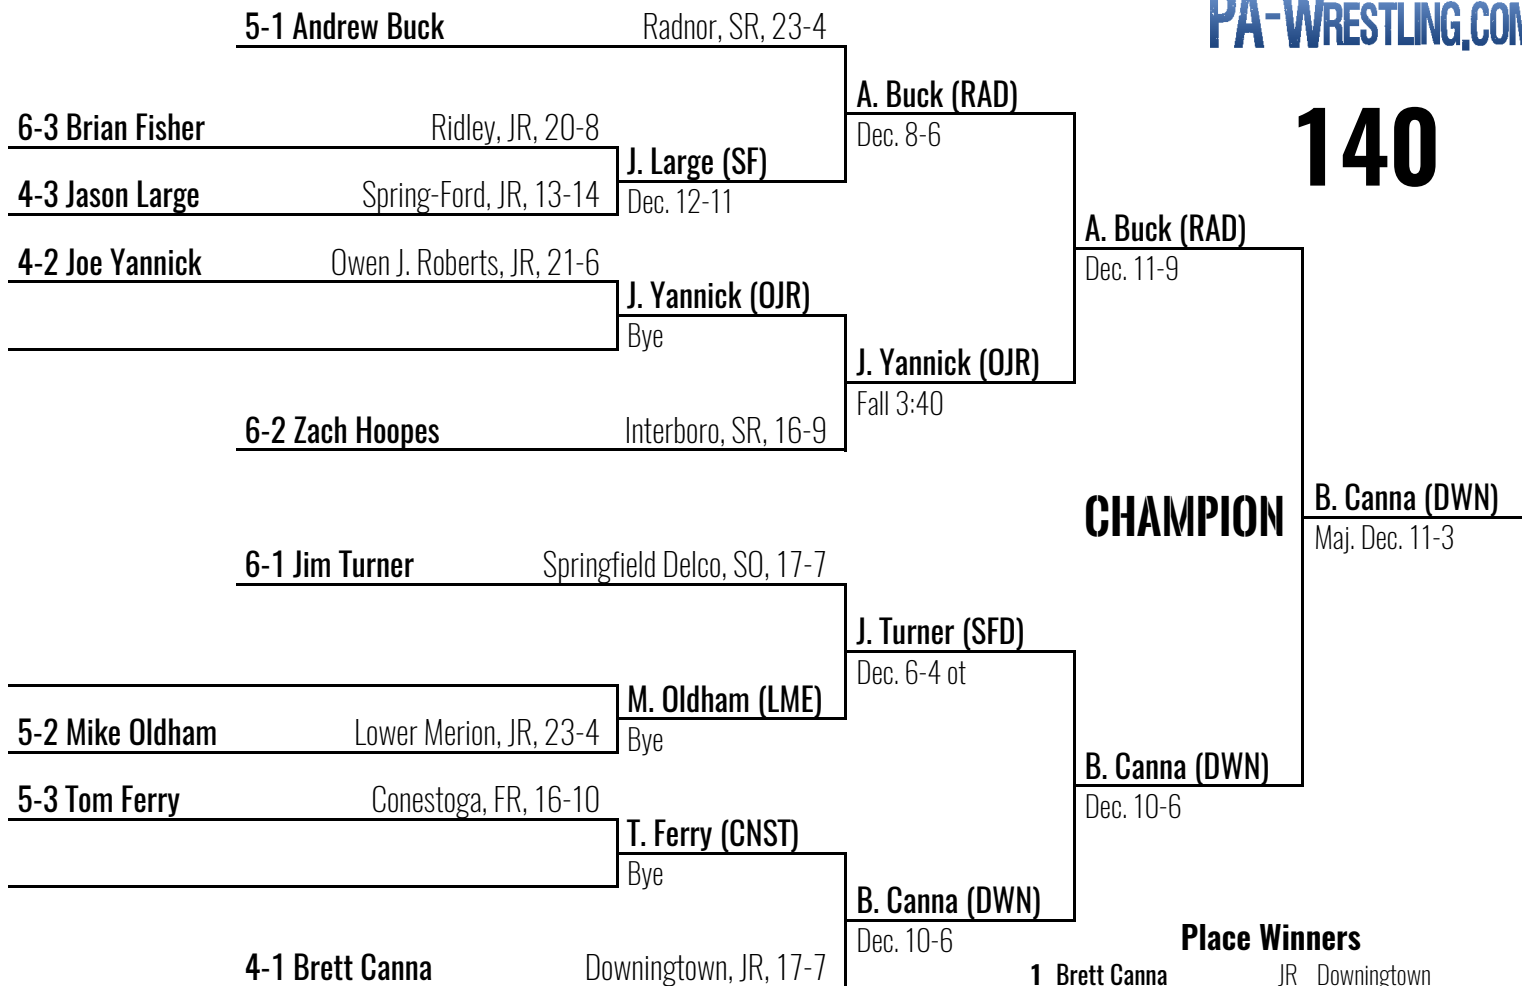 PA-WRESTLING.COM
5-1 Andrew Buck Radnor, SR, 23-4
A. Buck (RAD)
Dec. 8-6
140
6-3 Brian Fisher Ridley, JR, 20-8
J. Large (SF)
Dec. 12-11
4-3 Jason Large Spring-Ford, JR, 13-14
A. Buck (RAD)
Dec. 11-9
4-2 Joe Yannick Owen J. Roberts, JR, 21-6
J. Yannick (OJR)
Bye
J. Yannick (OJR)
Fall 3:40
6-2 Zach Hoopes Interboro, SR, 16-9
CHAMPION
B. Canna (DWN)
Maj. Dec. 11-3
6-1 Jim Turner Springfield Delco, SO, 17-7
J. Turner (SFD)
Dec. 6-4 ot
M. Oldham (LME)
Bye
5-2 Mike Oldham Lower Merion, JR, 23-4
B. Canna (DWN)
Dec. 10-6
5-3 Tom Ferry Conestoga, FR, 16-10
T. Ferry (CNST)
Bye
B. Canna (DWN)
Dec. 10-6
4-1 Brett Canna Downingtown, JR, 17-7
Place Winners
1 Brett Canna JR Downingtown